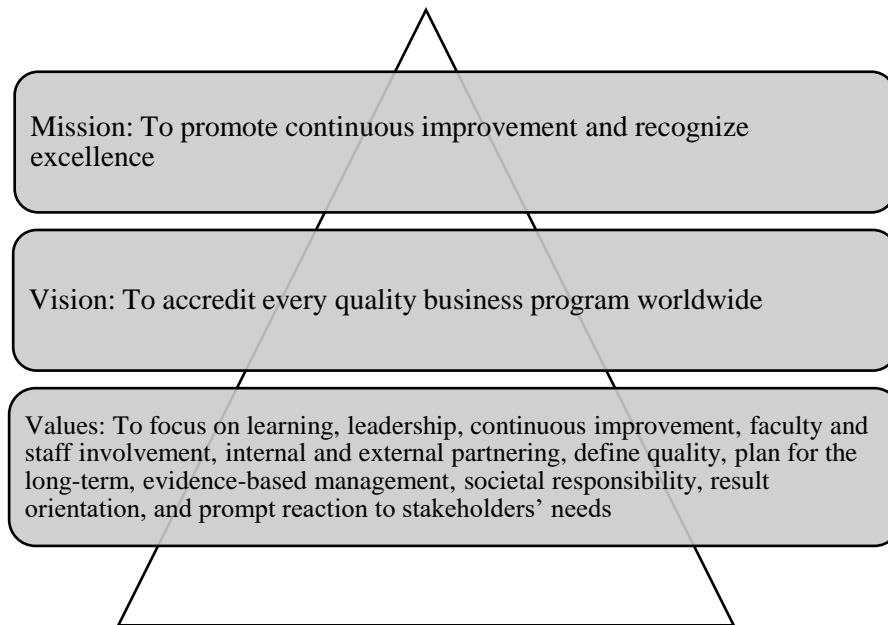 Mission: To promote continuous improvement and recognize
excellence
Vision: To accredit every quality business program worldwide
Values: To focus on learning, leadership, continuous improvement, faculty and
staff involvement, internal and external partnering, define quality, plan for the
long-term, evidence-based management, societal responsibility, result
orientation, and prompt reaction to stakeholders’ needs